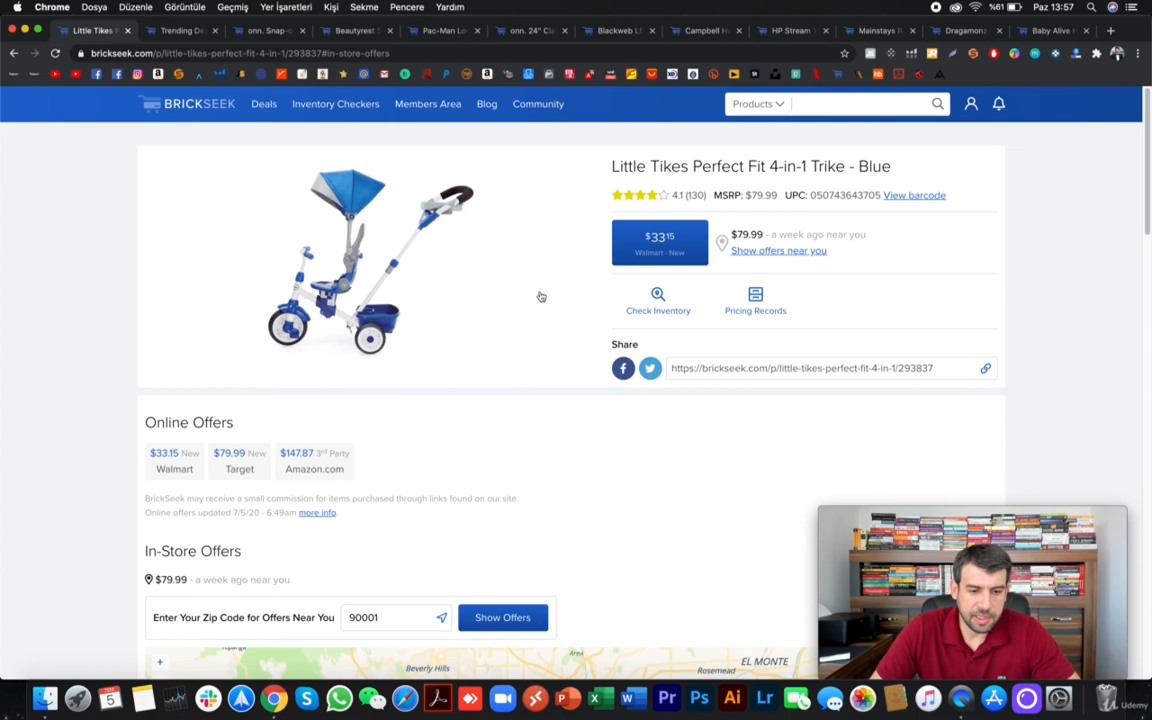 Chrome Dosya Düzenle Görüntüle Geçmiş Yer İşaretleri Kişi Sekme Pencere Yardım %61 Paz 13:57
Little Tikes Trending De onn. Snap-o Beautyrest Pac-Man Lo onn. 24" Cla Blackweb L Campbell Ha HP Stream Mainstays R Dragamonz Baby Alive H
brickseek.com/p/little-tikes-perfect-fit-4-in-1/293837#in-store-offers
BRICKSEEK Deals Inventory Checkers Members Area Blog Community Products
Little Tikes Perfect Fit 4-in-1 Trike - Blue
4.1 (130) MSRP: $79.99 UPC: 050743643705 View barcode
$33.15
Walmart · New
$79.99 - a week ago near you
Show offers near you
Check Inventory Pricing Records
Share
https://brickseek.com/p/little-tikes-perfect-fit-4-in-1/293837
Online Offers
$33.15 New $79.99 New $147.87 3rd Party
Walmart Target Amazon.com
BrickSeek may receive a small commission for items purchased through links found on our site.
Online offers updated 7/5/20 - 6:49am more info.
In-Store Offers
$79.99 - a week ago near you
Enter Your Zip Code for Offers Near You 90001 Show Offers
+
Area
Beverly Hills
EL MONTE
Rosemead
Udemy